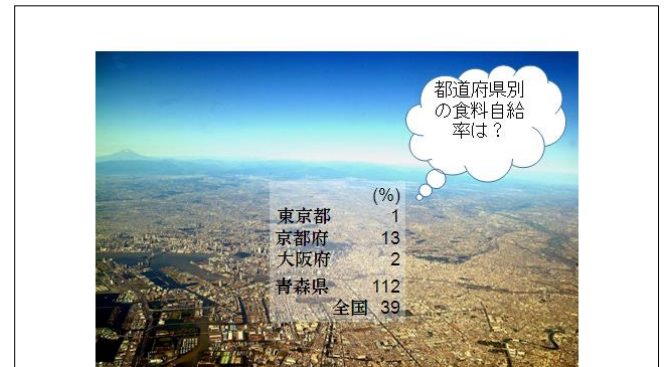 都道府県別
の食料自給
率は？
(%)
東京都 1
京都府 13
大阪府 2
青森県 112
全国 39